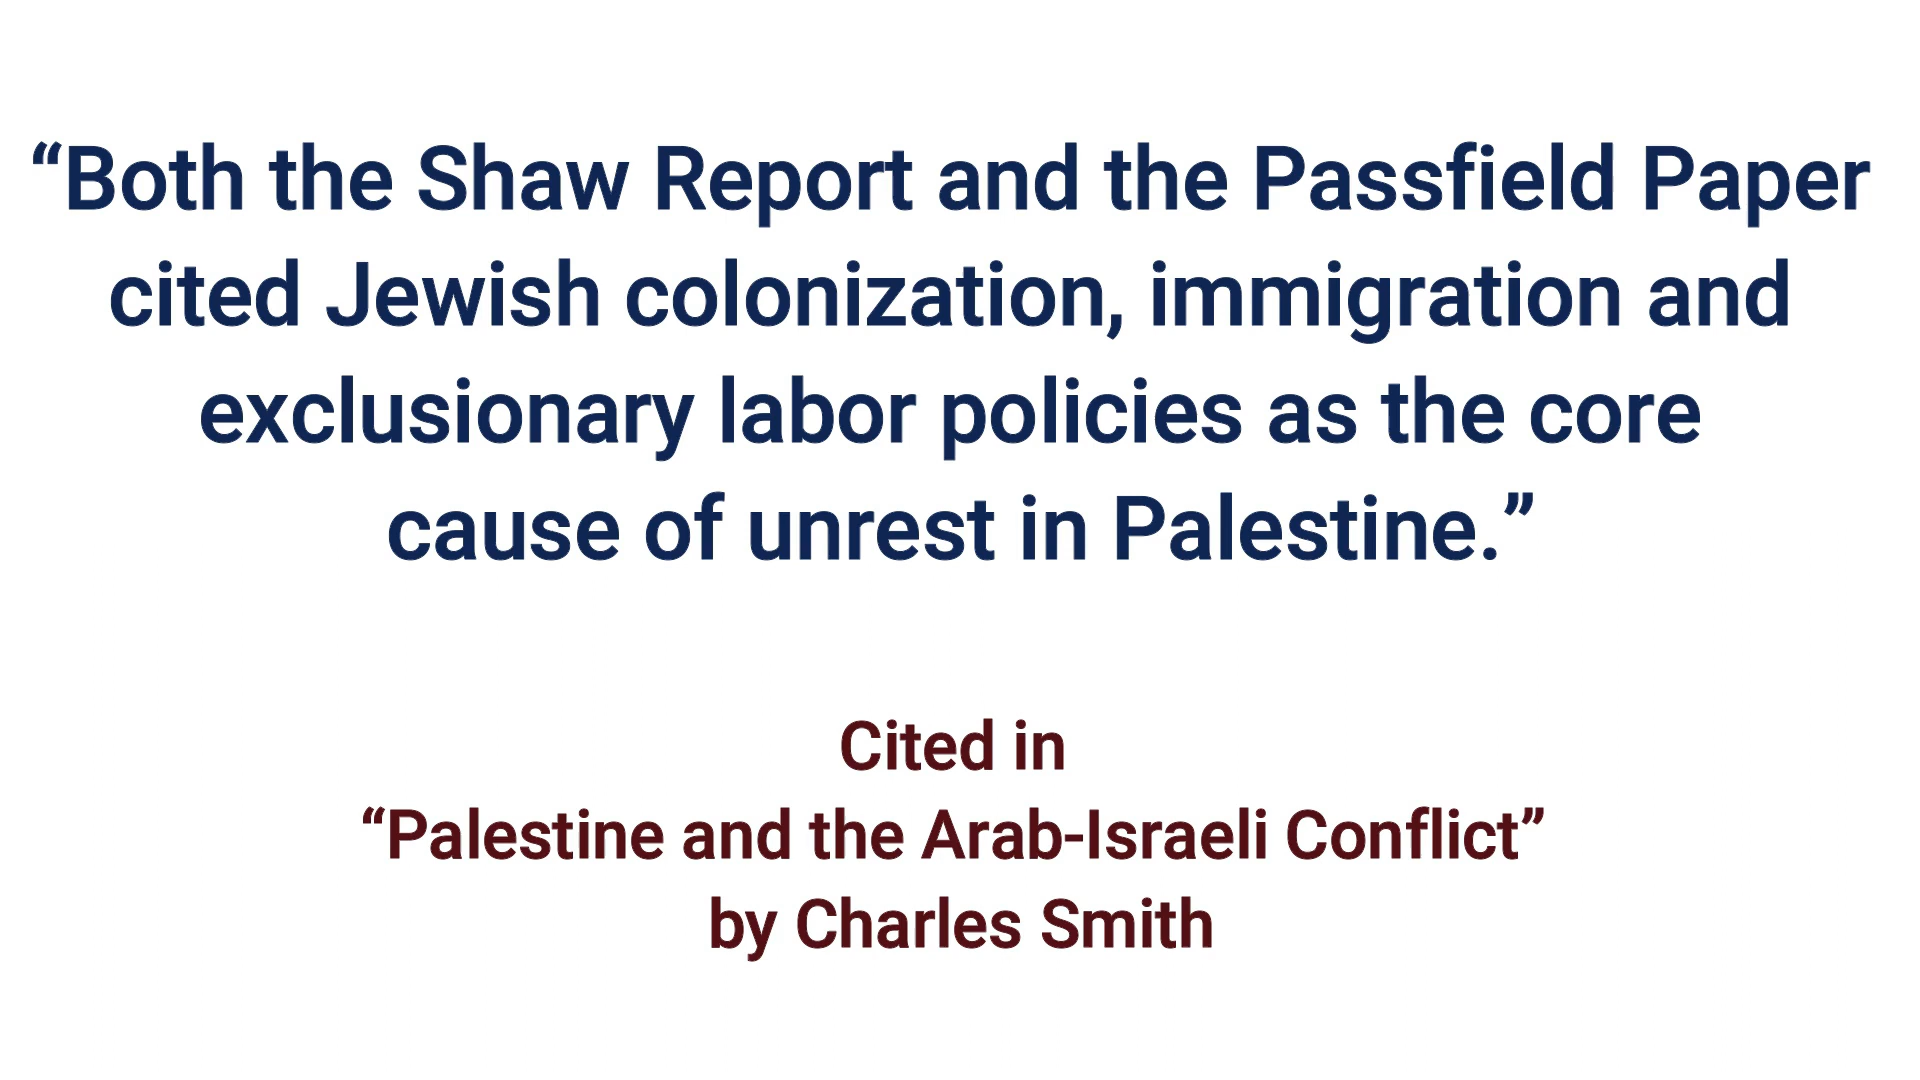 “Both the Shaw Report and the Passfield Paper
cited Jewish colonization, immigration and
exclusionary labor policies as the core
cause of unrest in Palestine.”
Cited in
“Palestine and the Arab-Israeli Conflict”
by Charles Smith